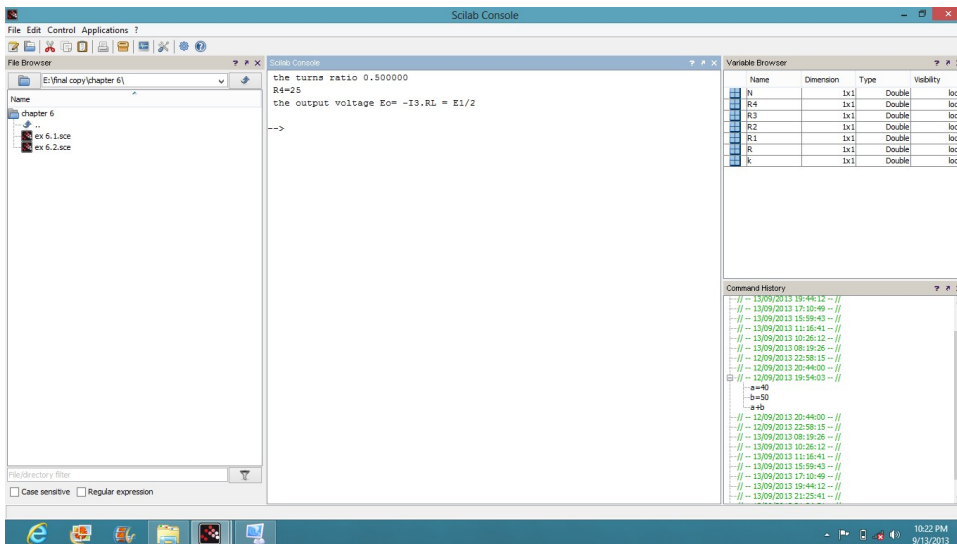 Scilab Console
File Edit Control Applications ?
File Browser
E:\final copy\chapter 6\
Name
chapter 6
..
ex 6.1.sce
ex 6.2.sce
File/directory filter
Case sensitive Regular expression
Scilab Console
the turns ratio 0.500000
R4=25
the output voltage Eo= -I3.RL = E1/2
-->
Variable Browser
Name Dimension Type Visibility
N 1x1 Double loc
R4 1x1 Double loc
R3 1x1 Double loc
R2 1x1 Double loc
R1 1x1 Double loc
R 1x1 Double loc
k 1x1 Double loc
Command History
// -- 13/09/2013 19:44:12 -- //
// -- 13/09/2013 17:10:49 -- //
// -- 13/09/2013 15:59:43 -- //
// -- 13/09/2013 11:16:41 -- //
// -- 13/09/2013 10:26:12 -- //
// -- 13/09/2013 08:19:26 -- //
// -- 12/09/2013 22:58:15 -- //
// -- 12/09/2013 20:44:00 -- //
// -- 12/09/2013 19:54:03 -- //
a=40
b=50
a+b
// -- 12/09/2013 20:44:00 -- //
// -- 12/09/2013 22:58:15 -- //
// -- 13/09/2013 08:19:26 -- //
// -- 13/09/2013 10:26:12 -- //
// -- 13/09/2013 11:16:41 -- //
// -- 13/09/2013 15:59:43 -- //
// -- 13/09/2013 17:10:49 -- //
// -- 13/09/2013 19:44:12 -- //
// -- 13/09/2013 21:25:41 -- //
10:22 PM
9/13/2013